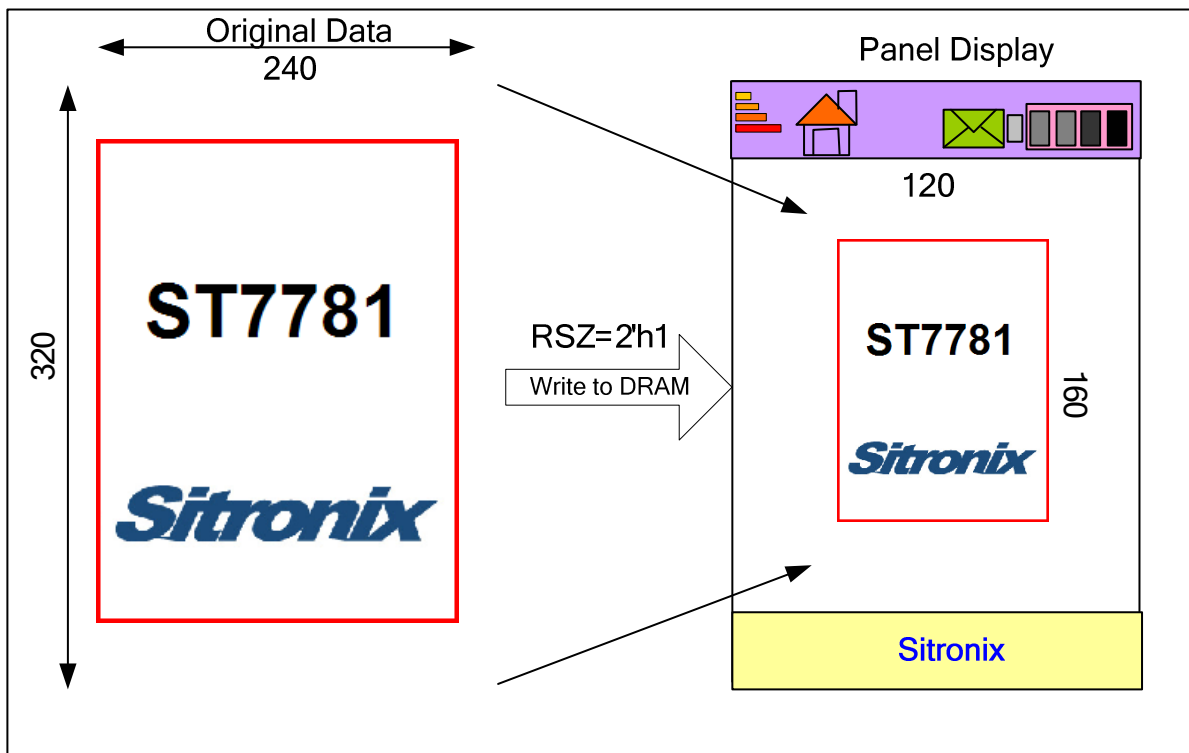 Original Data
240
320
ST7781
Sitronix
RSZ=2'h1
Write to DRAM
Panel Display
120
ST7781
160
Sitronix
Sitronix